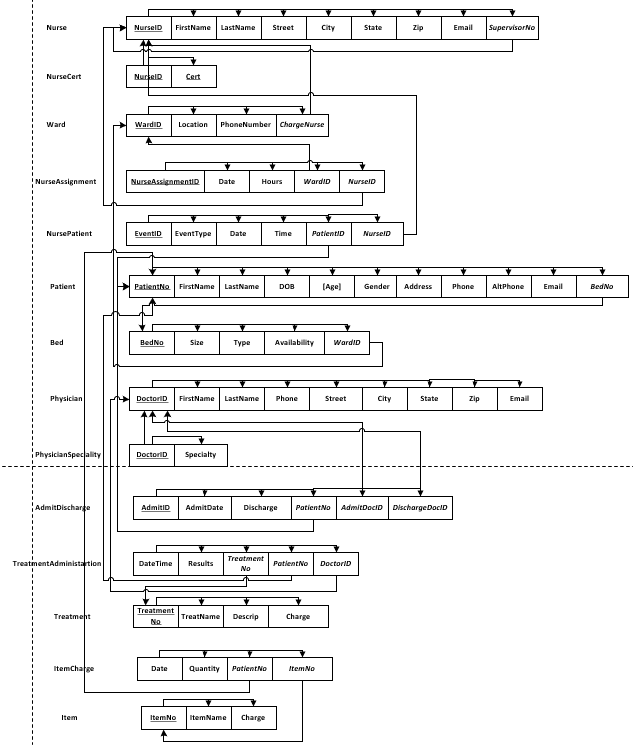 Nurse NurseID FirstName LastName Street City State Zip Email SupervisorNo
NurseCert NurseID Cert
Ward WardID Location PhoneNumber ChargeNurse
NurseAssignment NurseAssignmentID Date Hours WardID NurseID
NursePatient EventID EventType Date Time PatientID NurseID
Patient PatientNo FirstName LastName DOB [Age] Gender Address Phone AltPhone Email BedNo
Bed BedNo Size Type Availability WardID
Physician DoctorID FirstName LastName Phone Street City State Zip Email
PhysicianSpeciality DoctorID Specialty
AdmitDischarge AdmitID AdmitDate Discharge PatientNo AdmitDocID DischargeDocID
TreatmentAdministartion DateTime Results Treatment No PatientNo DoctorID
Treatment Treatment No TreatName Descrip Charge
ItemCharge Date Quantity PatientNo ItemNo
Item ItemNo ItemName Charge